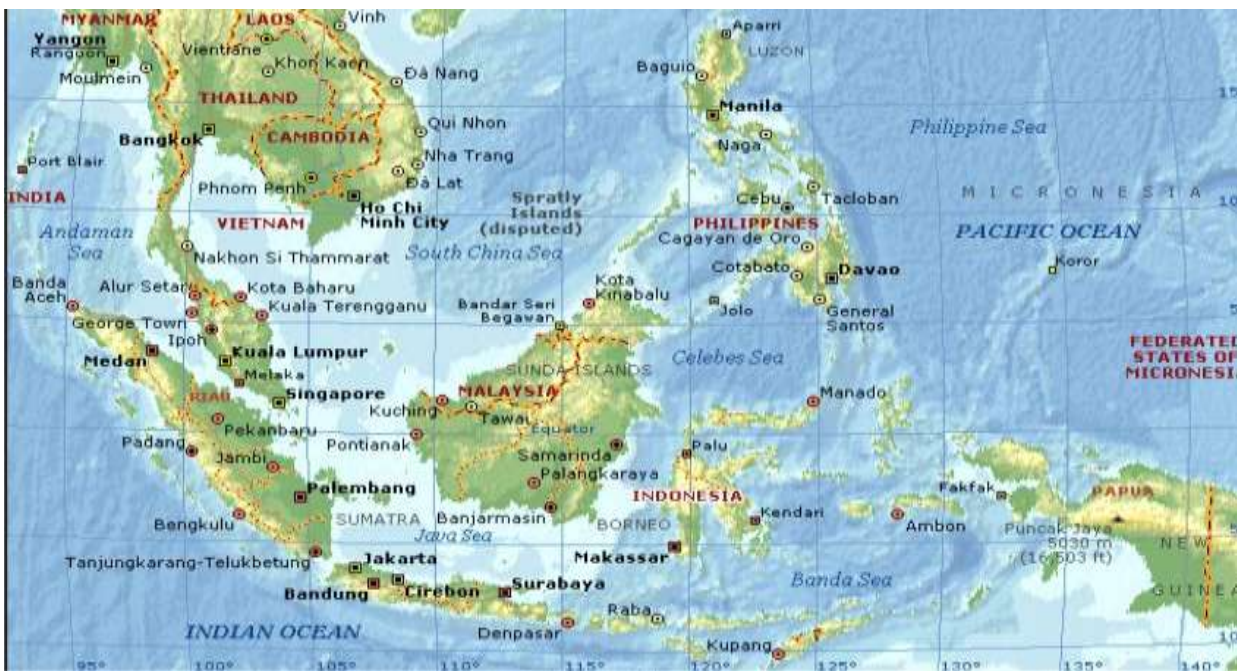 MYANMAR
LAOS
Vinh
Aparri
Yangon
Rangoon
Vientiane
LUZON
Moulmein
Khon Kaen
Đà Nang
Baguio
THAILAND
Manila
15
Bangkok
CAMBODIA
Qui Nhon
Philippine Sea
Naga
Port Blair
Nha Trang
Phnom Penh
Đà Lat
INDIA
Ho Chi
Minh City
Spratly
Islands
(disputed)
Cebu
Tacloban
MICRONESIA
10
VIETNAM
PHILIPPINES
Andaman
Sea
South China Sea
Cagayan de Oro
PACIFIC OCEAN
Nakhon Si Thammarat
Cotabato
Davao
Koror
Banda
Aceh
Alur Setar
Kota Baharu
Kota
Kinabalu
Kuala Terengganu
Bandar Seri
Begawan
Jolo
General
Santos
George Town
Ipoh
5
Medan
Kuala Lumpur
Celebes Sea
FEDERATED
STATES OF
MICRONESIA
Melaka
SUNDA ISLANDS
RIAU
Singapore
MALAYSIA
Manado
Kuching
Tawau
Pekanbaru
Equator
Padang
Pontianak
Samarinda
Palu
Jambi
Palangkaraya
Palembang
INDONESIA
Fakfak
PAPUA
Bengkulu
SUMATRA
Banjarmasin
BORNEO
Kendari
Ambon
Puncak Jaya
5030 m
(16,503 ft)
Java Sea
NEW
GUINEA
5
Tanjungkarang-Telukbetung
Jakarta
Makassar
Bandung
Cirebon
Surabaya
Banda Sea
INDIAN OCEAN
Denpasar
Raba
Kupang
10
95°
100°
105°
110°
115°
120°
125°
130°
135°
140°